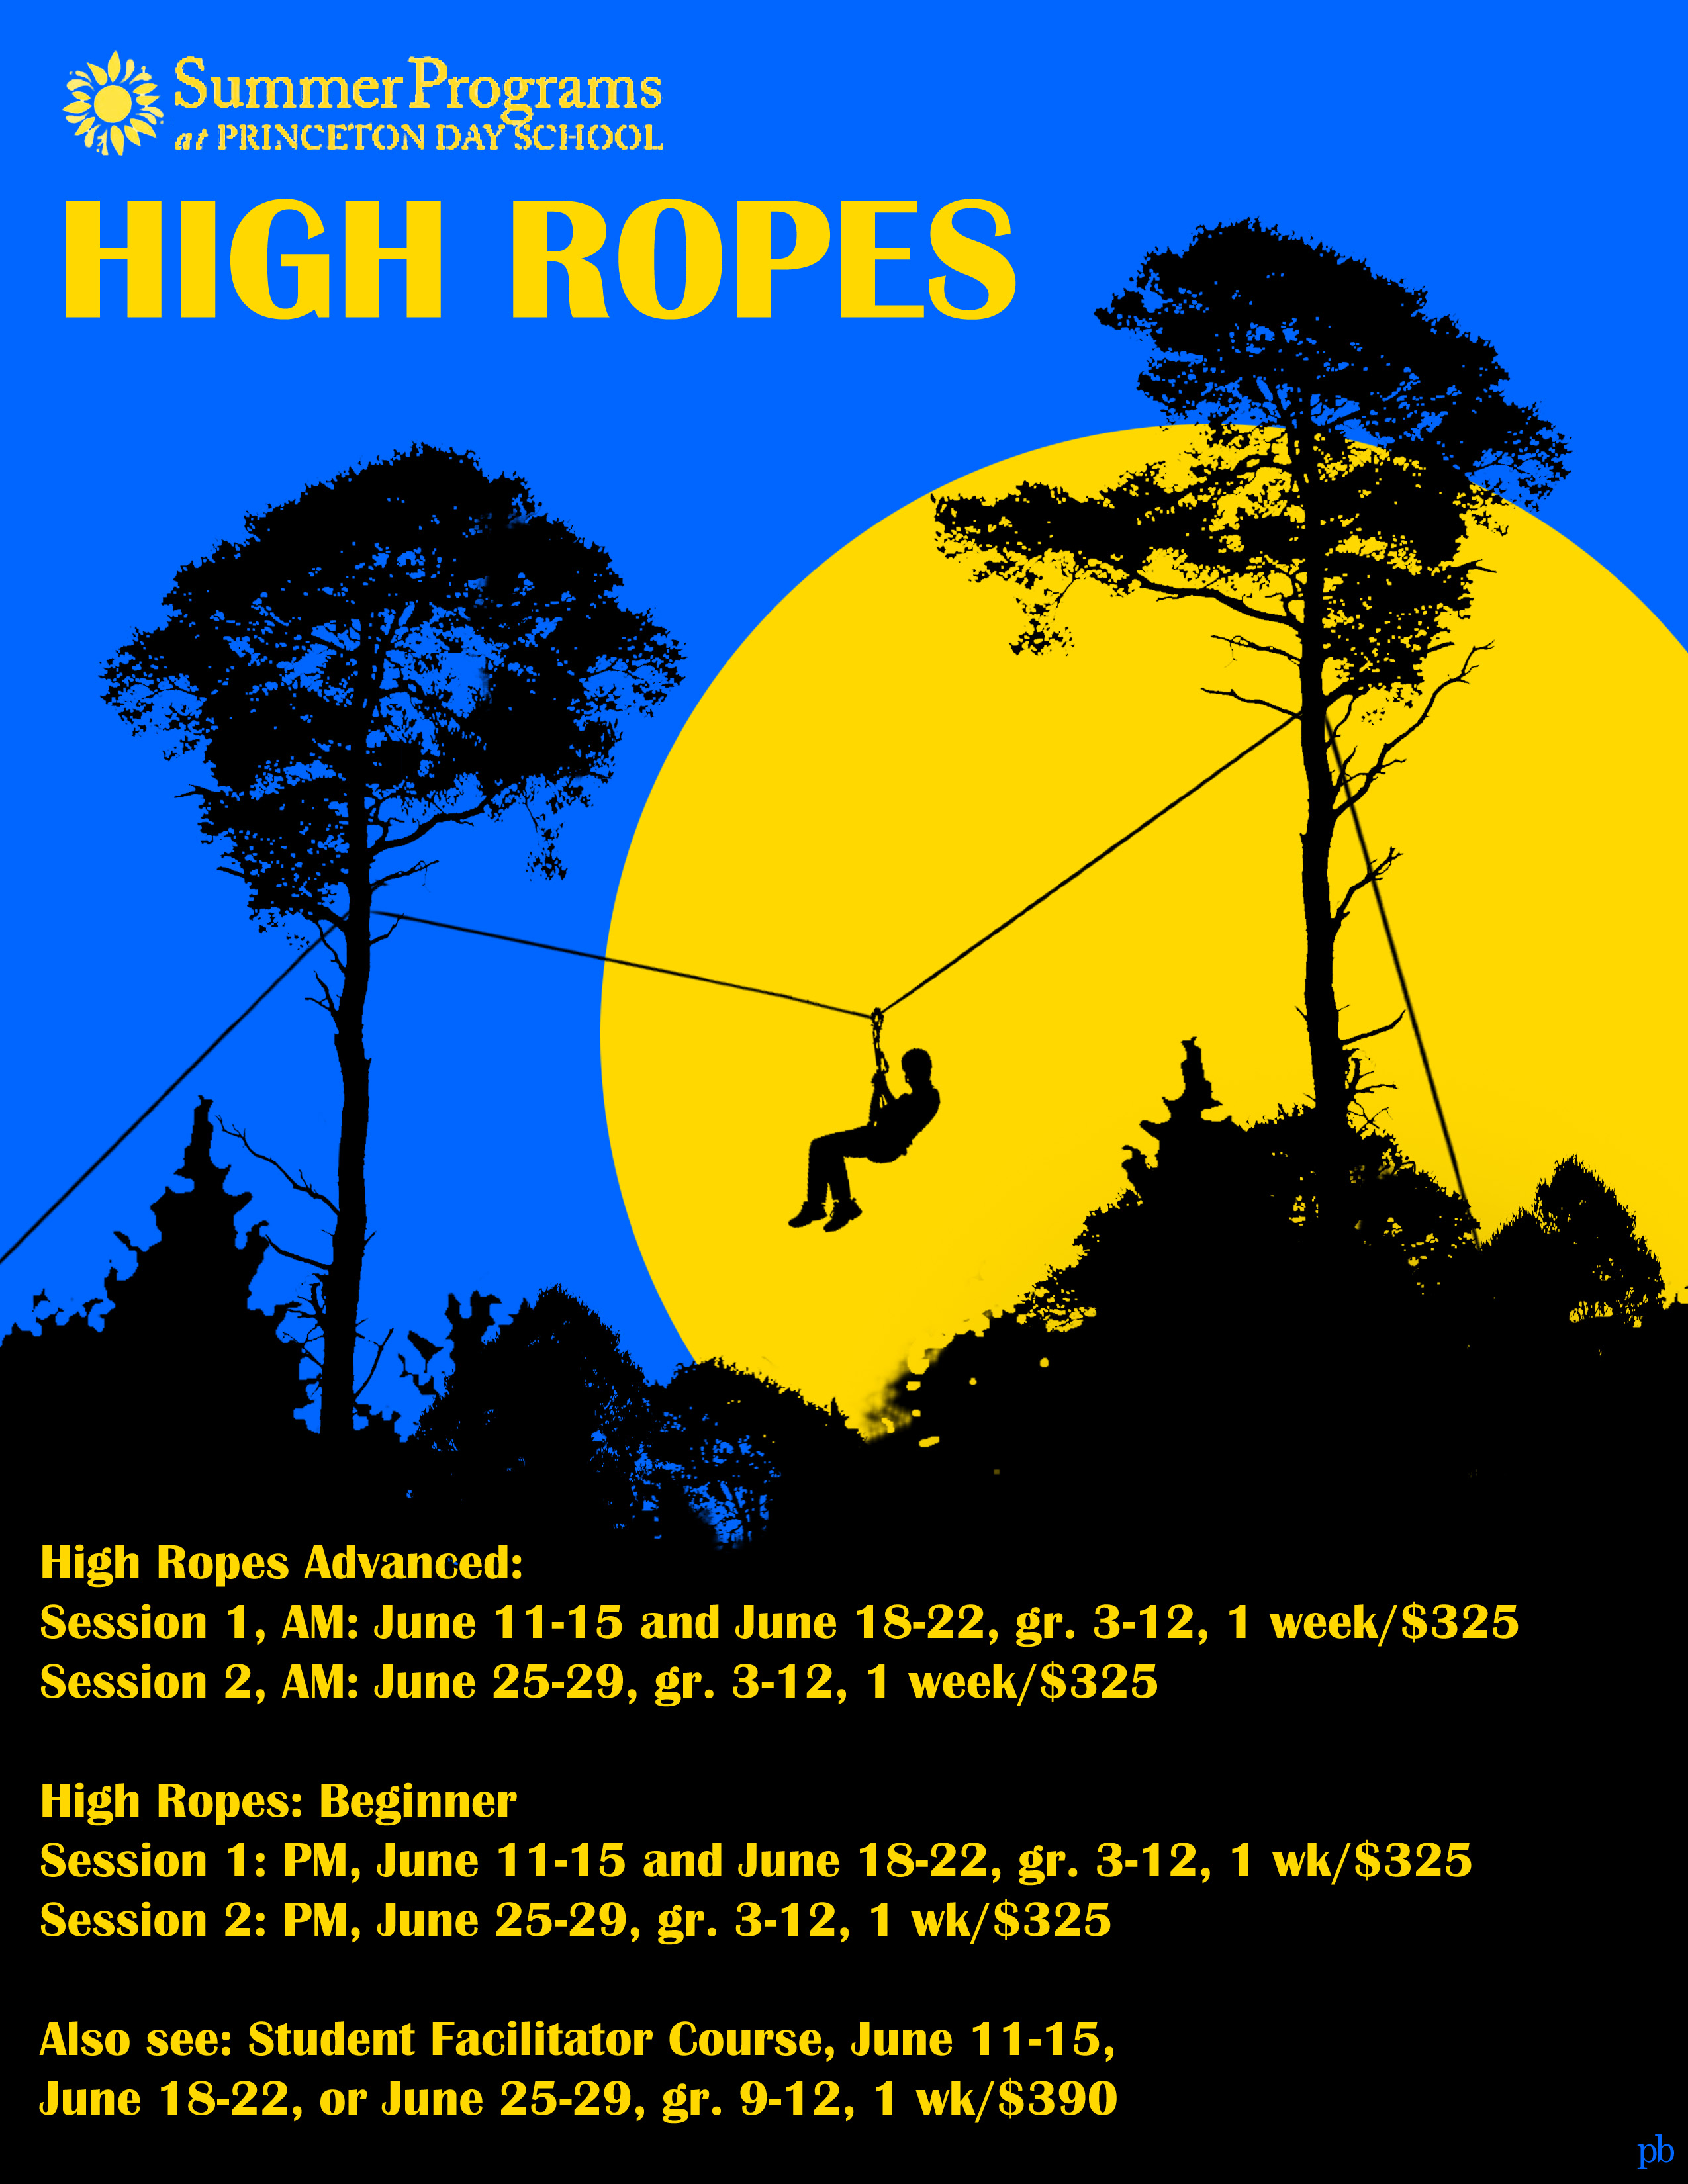 Summer Programs
at PRINCETON DAY SCHOOL
HIGH ROPES
High Ropes Advanced:
Session 1, AM: June 11-15 and June 18-22, gr. 3-12, 1 week/$325
Session 2, AM: June 25-29, gr. 3-12, 1 week/$325
High Ropes: Beginner
Session 1: PM, June 11-15 and June 18-22, gr. 3-12, 1 wk/$325
Session 2: PM, June 25-29, gr. 3-12, 1 wk/$325
Also see: Student Facilitator Course, June 11-15,
June 18-22, or June 25-29, gr. 9-12, 1 wk/$390
pb